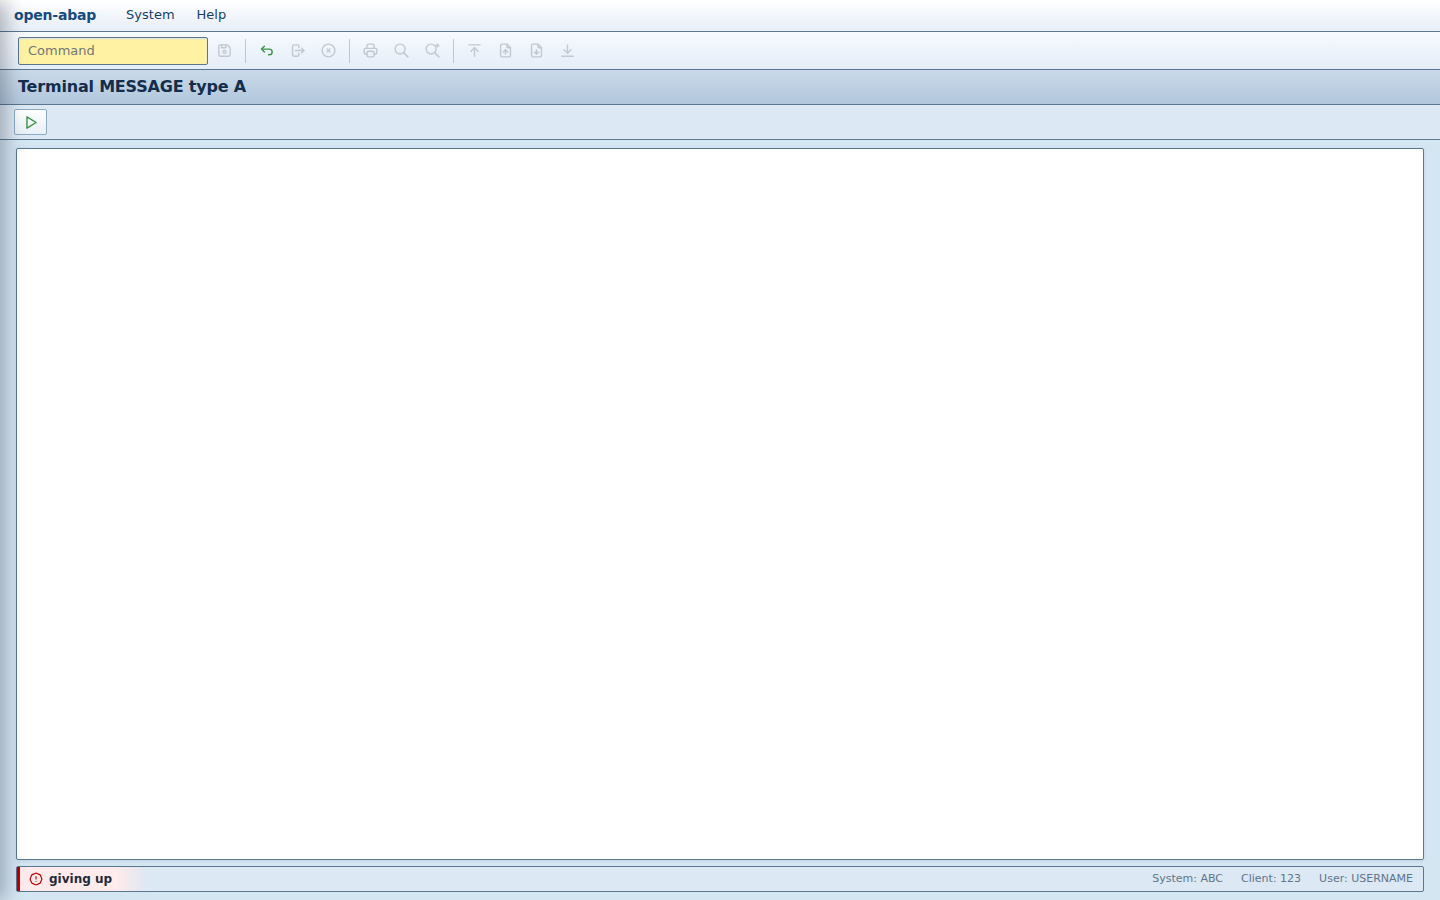 open-abap System Help
Command
Terminal MESSAGE type A
giving up System: ABC Client: 123 User: USERNAME